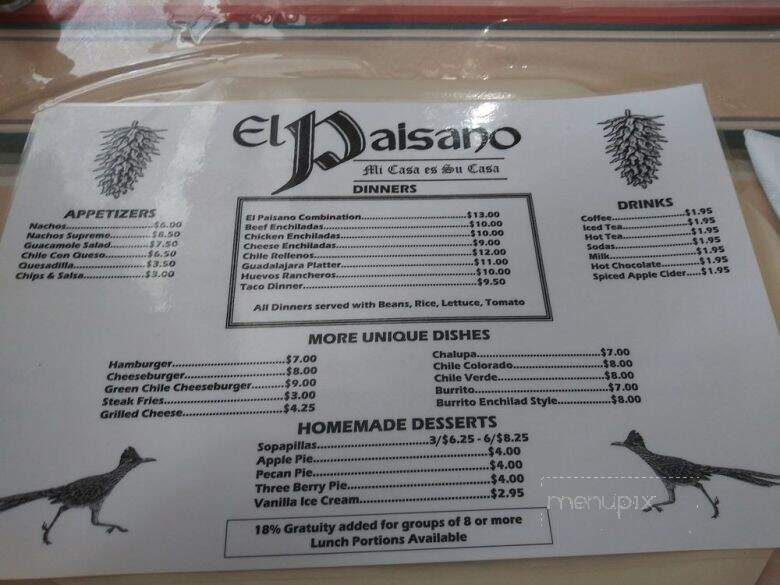 El Paisano
Mi Casa es Su Casa
DINNERS
El Paisano Combination $13.00
Beef Enchiladas $10.00
Chicken Enchiladas $10.00
Cheese Enchiladas $9.00
Chile Rellenos $12.00
Guadalajara Platter $11.00
Huevos Rancheros $10.00
Taco Dinner $9.50
All Dinners served with Beans, Rice, Lettuce, Tomato
APPETIZERS
Nachos $6.00
Nachos Supreme $8.50
Guacamole Salad $7.50
Chile Con Queso $6.50
Quesadilla $3.50
Chips & Salsa $3.00
DRINKS
Coffee $1.95
Iced Tea $1.95
Hot Tea $1.95
Sodas $1.95
Milk $1.95
Hot Chocolate $1.95
Spiced Apple Cider $1.95
MORE UNIQUE DISHES
Hamburger $7.00
Cheeseburger $8.00
Green Chile Cheeseburger $9.00
Steak Fries $3.00
Grilled Cheese $4.25
Chalupa $7.00
Chile Colorado $8.00
Chile Verde $8.00
Burrito $7.00
Burrito Enchilad Style $8.00
HOMEMADE DESSERTS
Sopapillas 3/$6.25 - 6/$8.25
Apple Pie $4.00
Pecan Pie $4.00
Three Berry Pie $4.00
Vanilla Ice Cream $2.95
18% Gratuity added for groups of 8 or more
Lunch Portions Available
menupix